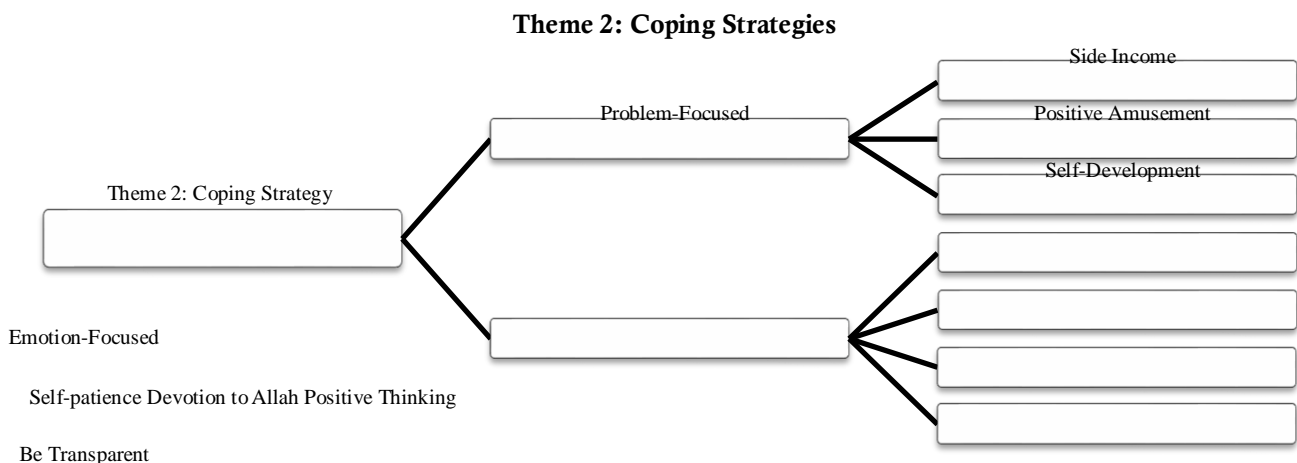 Theme 2: Coping Strategies
Side Income
Problem-Focused
Positive Amusement
Self-Development
Theme 2: Coping Strategy
Emotion-Focused
Self-patience Devotion to Allah Positive Thinking
Be Transparent